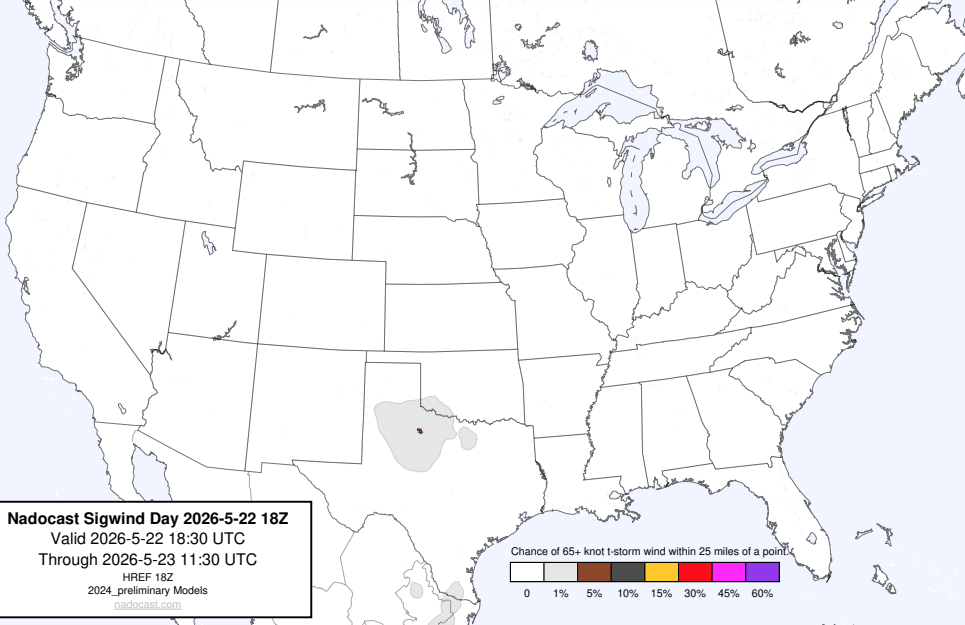 Nadocast Sigwind Day 2026-5-22 18Z
Valid 2026-5-22 18:30 UTC
Through 2026-5-23 11:30 UTC
HREF 18Z
2024_preliminary Models
nadocast.com
Chance of 65+ knot t-storm wind within 25 miles of a point.
0 1% 5% 10% 15% 30% 45% 60%